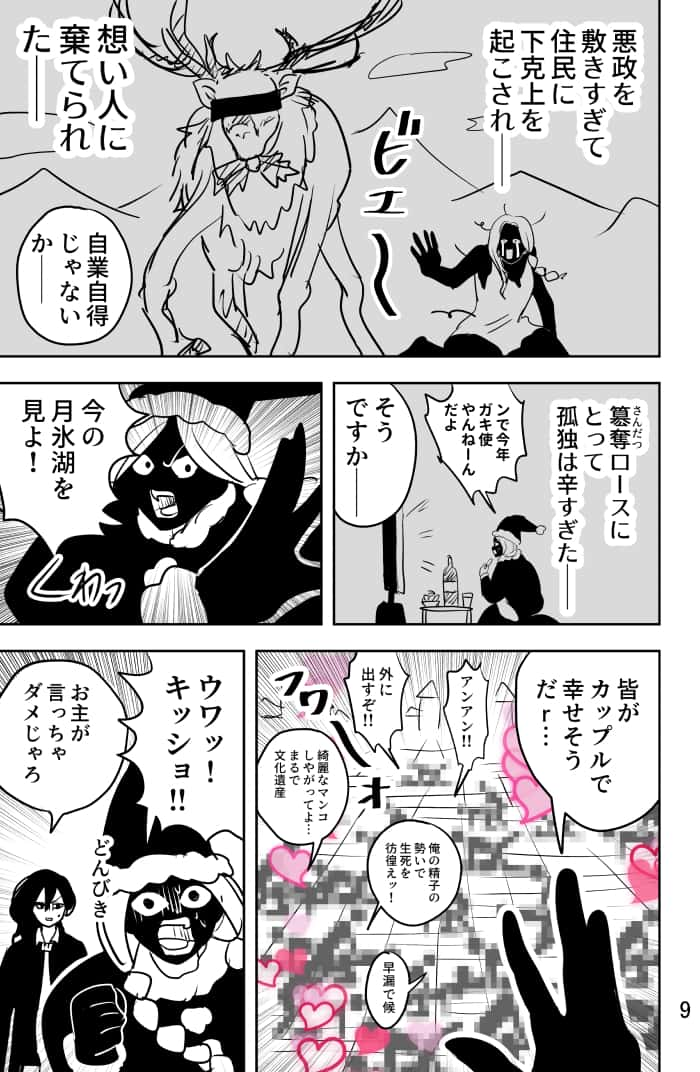 悪政を
敷きすぎて
住民に
下克上を
起こされ――
ビェ～～
想い人に
棄てられ
た――
自業自得
じゃない
か――
さんだつ
簒奪ロースに
とって
孤独は辛すぎた――
ンで今年
ガキ使
やんねーん
だよ
そう
ですか――
今の
月氷湖を
見よ！
くわっ
皆が
カップルで
幸せそう
だr…
アンアン!!
外に
出すぞ!!
フワ～オ
綺麗なマンコ
しやがってよ…
まるで
文化遺産
俺の精子の
勢いで
生死を
彷徨えッ！
早漏で候
ウワッ！
キッショ!!
どんびき
お主が
言っちゃ
ダメじゃろ
9